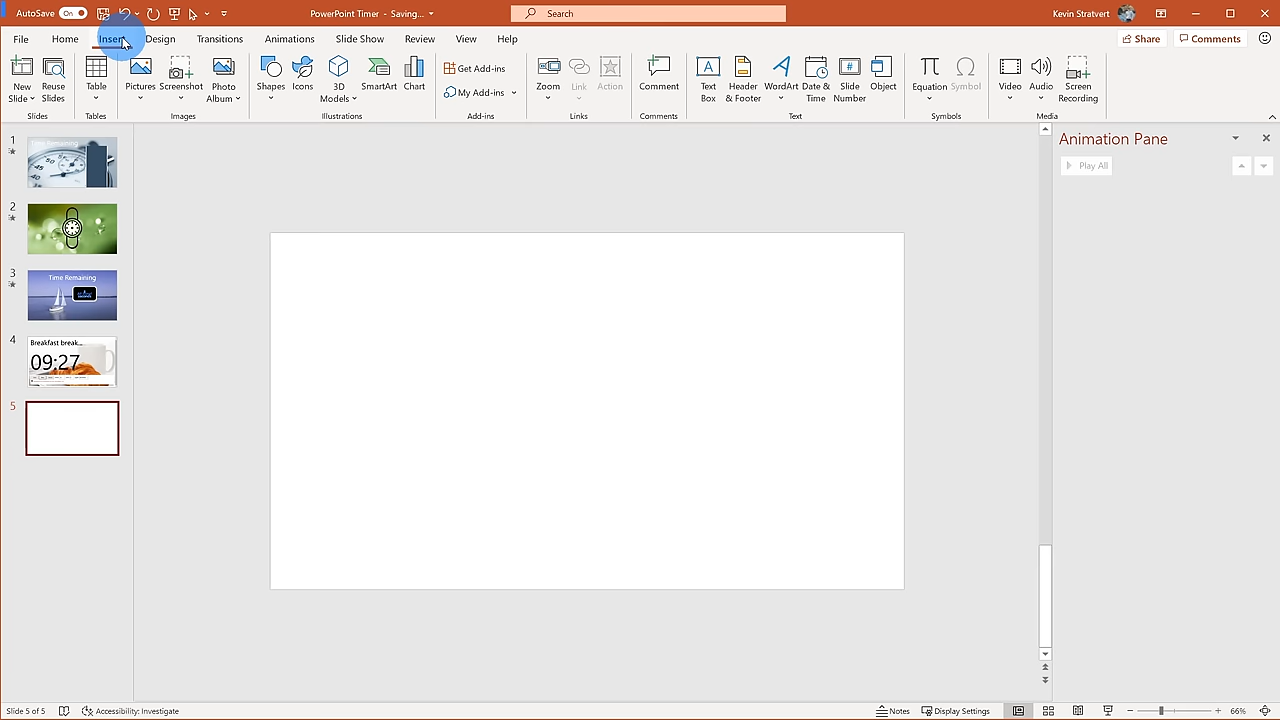 AutoSave On PowerPoint Timer - Saving... Search Kevin Stratvert
File Home Insert Design Transitions Animations Slide Show Review View Help Share Comments
New Slide Reuse Slides Table Pictures Screenshot Photo Album Shapes Icons 3D Models SmartArt Chart Get Add-ins My Add-ins Zoom Link Action Comment Text Box Header & Footer WordArt Date & Time Slide Number Object Equation Symbol Video Audio Screen Recording
Slides Tables Images Illustrations Add-ins Links Comments Text Symbols Media
Animation Pane
Play All
1
Time Remaining
2
3
Time Remaining
4
Breakfast break...
09:27
5
Slide 5 of 5 Accessibility: Investigate Notes Display Settings 66%